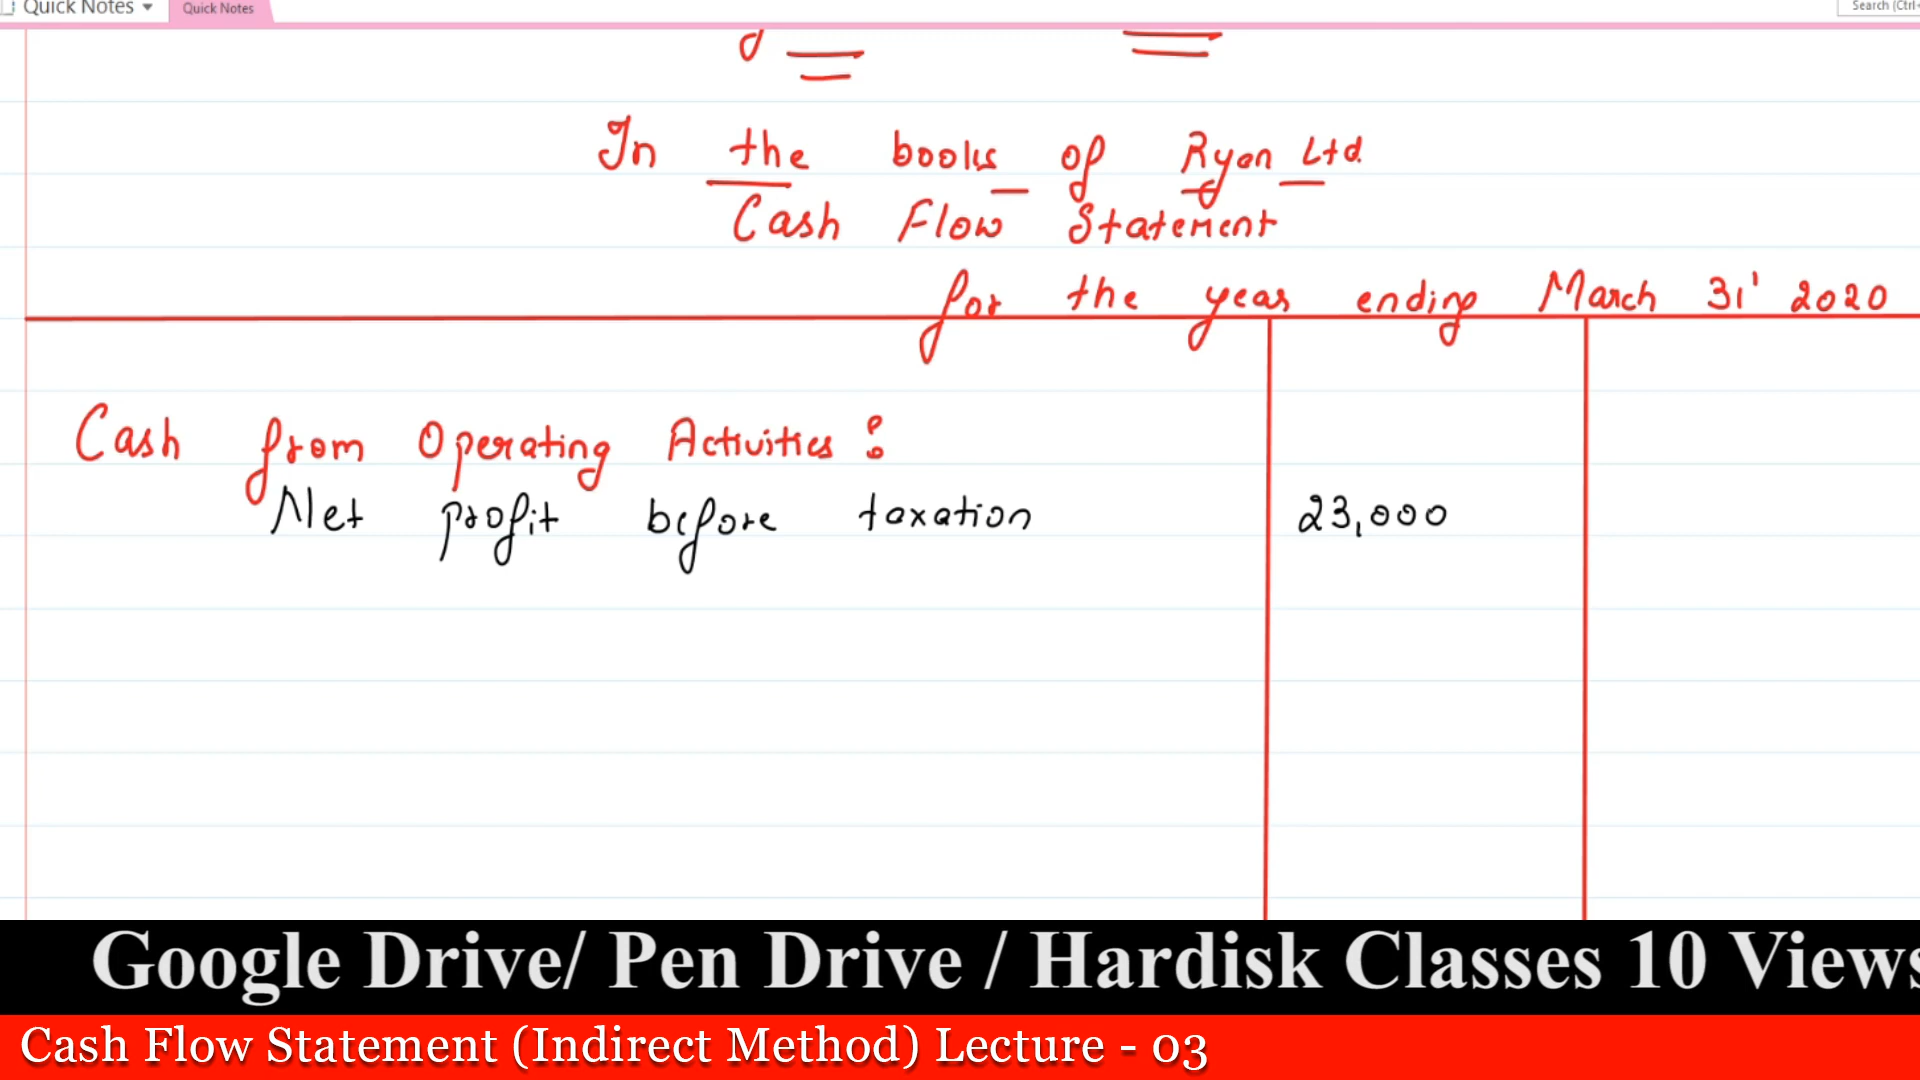 Quick Notes
Quick Notes
Search (Ctrl+
In the books of Ryan Ltd.
Cash Flow Statement
for the year ending March 31' 2020
Cash from Operating Activities :
Net profit before taxation 23,000
Google Drive/ Pen Drive / Hardisk Classes 10 Views
Cash Flow Statement (Indirect Method) Lecture - 03